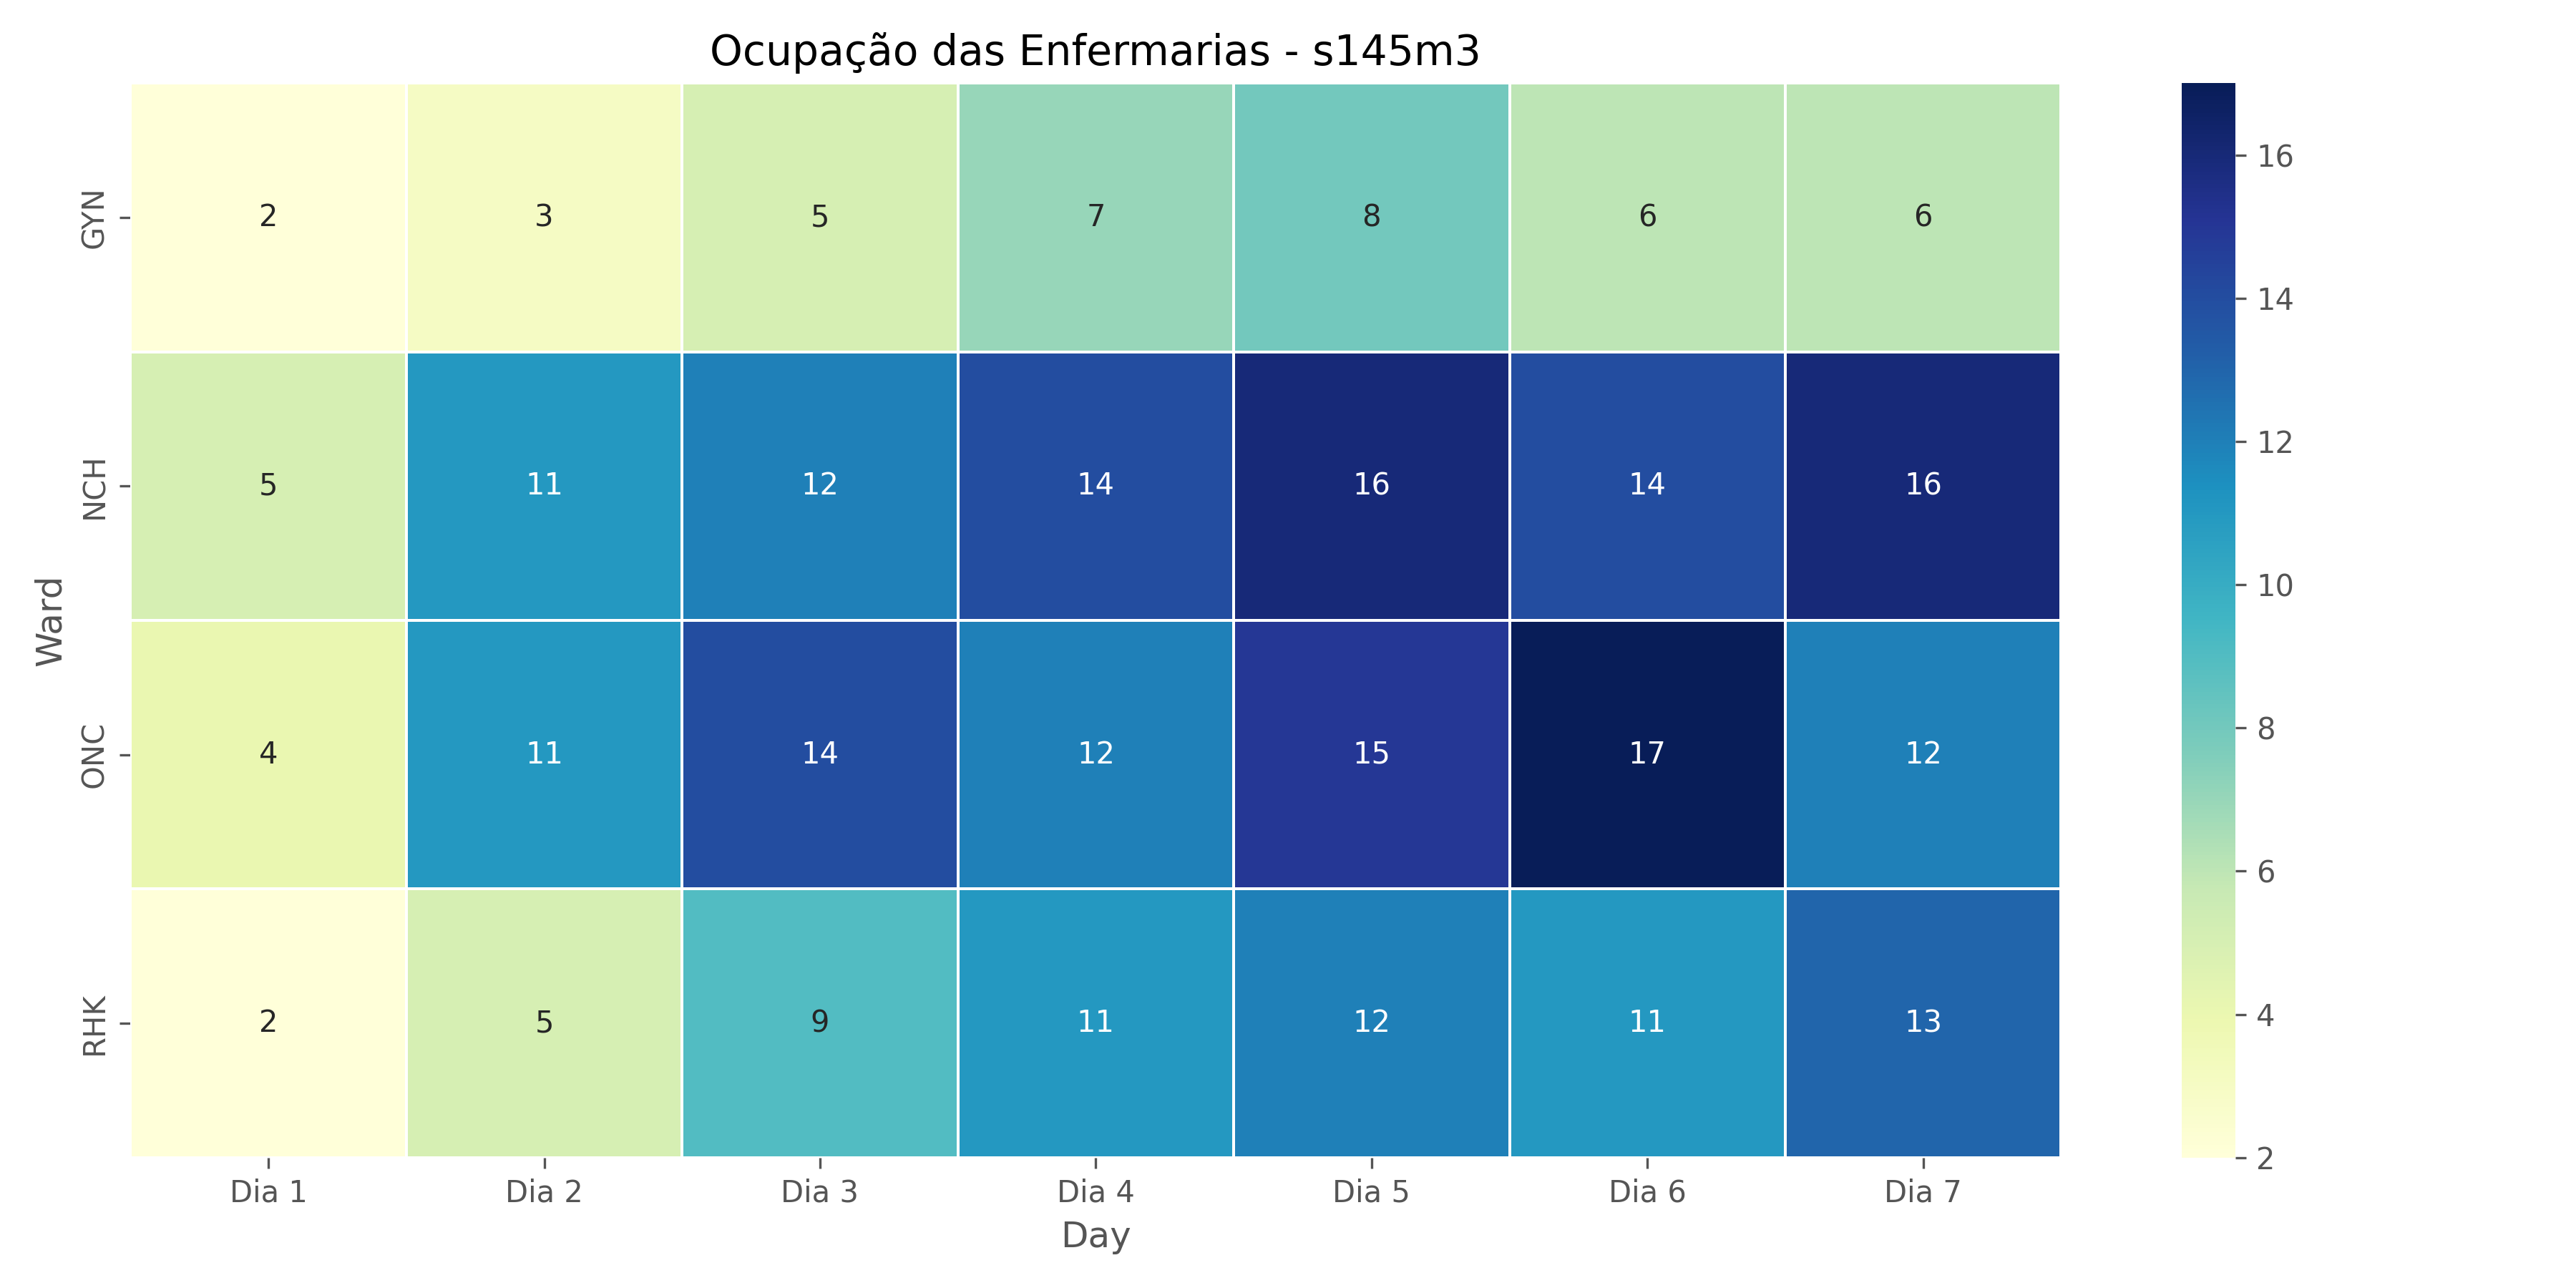 Ocupação das Enfermarias - s145m3
Ward
GYN 2 3 5 7 8 6 6
NCH 5 11 12 14 16 14 16
ONC 4 11 14 12 15 17 12
RHK 2 5 9 11 12 11 13
Dia 1 Dia 2 Dia 3 Dia 4 Dia 5 Dia 6 Dia 7
Day
16
14
12
10
8
6
4
2